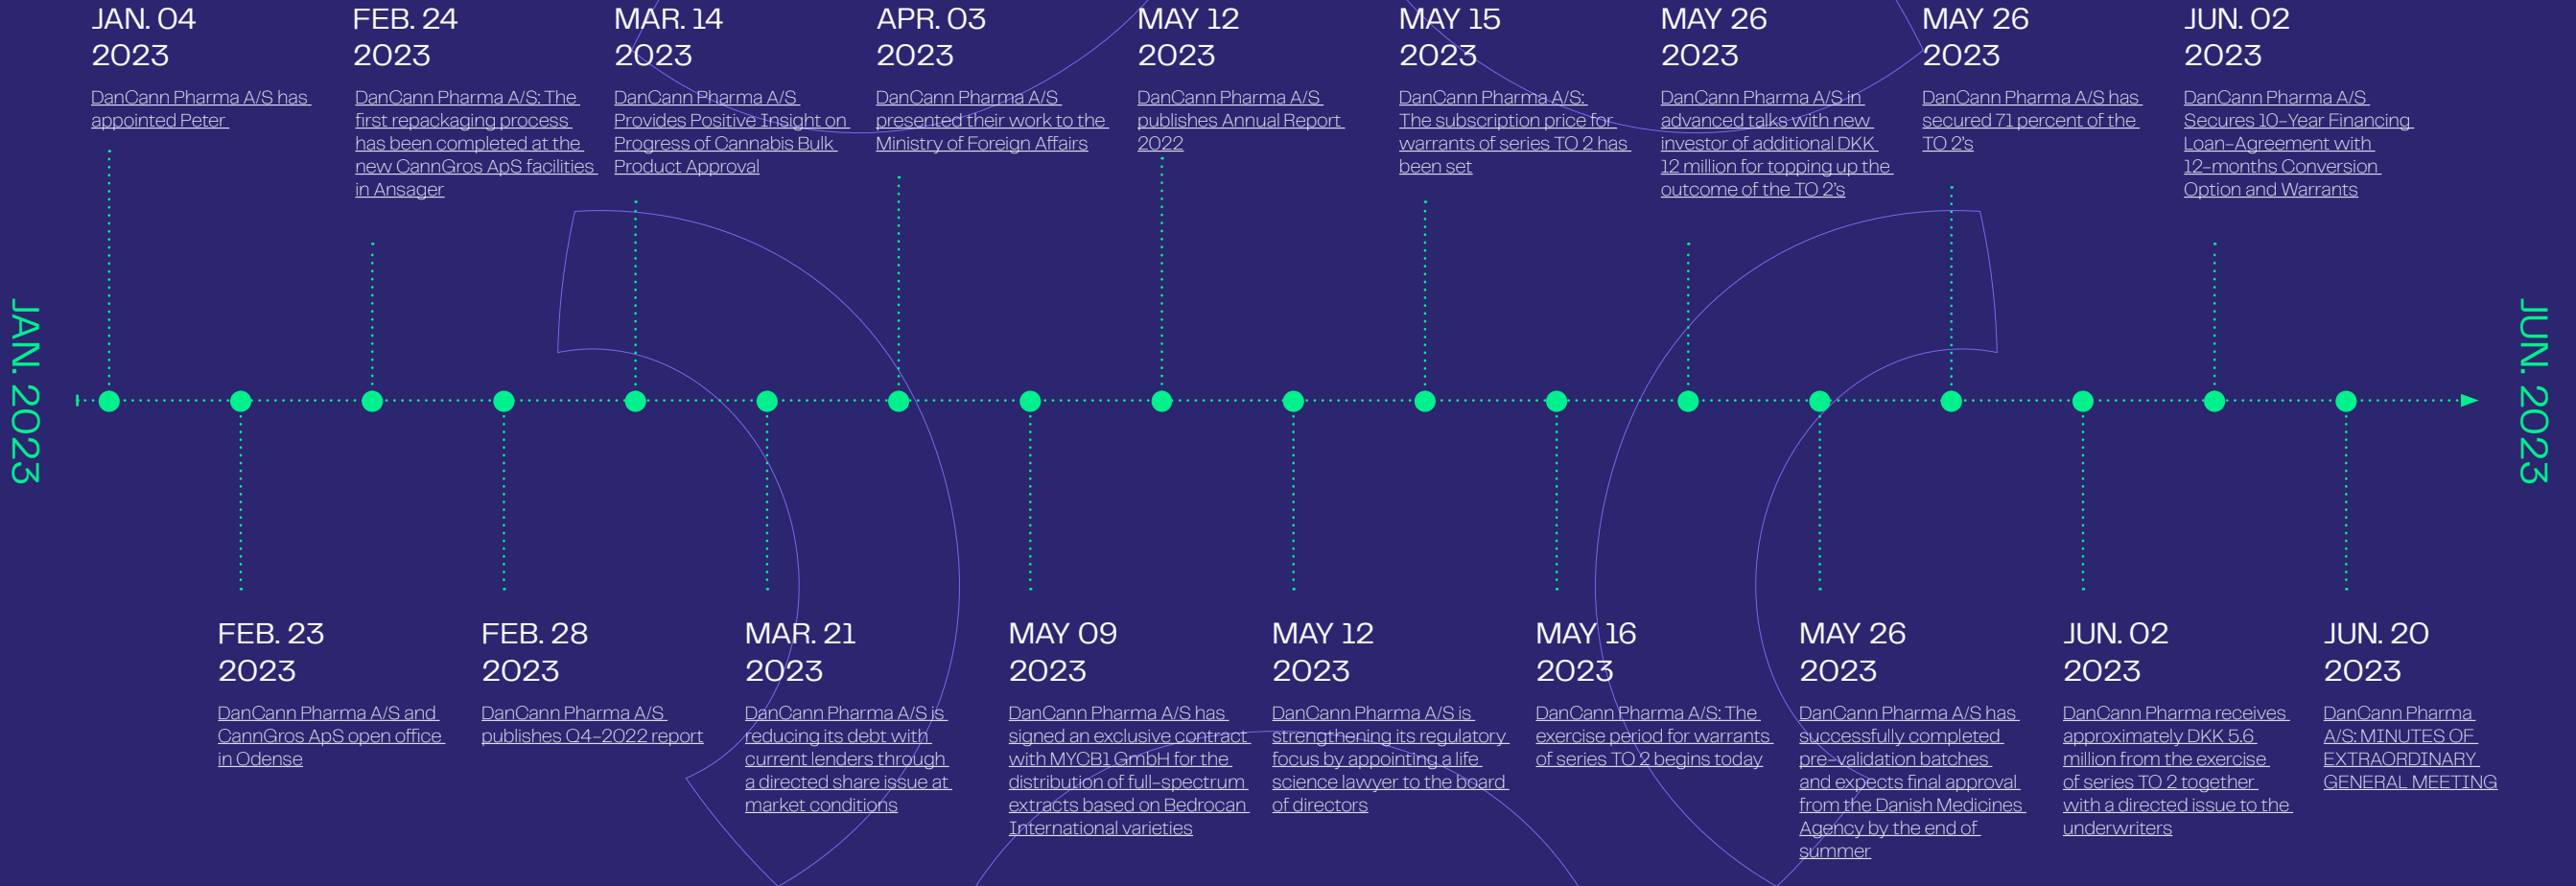 JAN. 04
2023
DanCann Pharma A/S has
appointed Peter
FEB. 24
2023
DanCann Pharma A/S: The
first repackaging process
has been completed at the
new CannGros ApS facilities
in Ansager
MAR. 14
2023
DanCann Pharma A/S
Provides Positive Insight on
Progress of Cannabis Bulk
Product Approval
APR. 03
2023
DanCann Pharma A/S
presented their work to the
Ministry of Foreign Affairs
MAY 12
2023
DanCann Pharma A/S
publishes Annual Report
2022
MAY 15
2023
DanCann Pharma A/S:
The subscription price for
warrants of series TO 2 has
been set
MAY 26
2023
DanCann Pharma A/S in
advanced talks with new
investor of additional DKK
12 million for topping up the
outcome of the TO 2's
MAY 26
2023
DanCann Pharma A/S has
secured 71 percent of the
TO 2's
JUN. 02
2023
DanCann Pharma A/S
Secures 10-Year Financing
Loan-Agreement with
12-months Conversion
Option and Warrants
JAN. 2023
JUN. 2023
FEB. 23
2023
DanCann Pharma A/S and
CannGros ApS open office
in Odense
FEB. 28
2023
DanCann Pharma A/S
publishes Q4-2022 report
MAR. 21
2023
DanCann Pharma A/S is
reducing its debt with
current lenders through
a directed share issue at
market conditions
MAY 09
2023
DanCann Pharma A/S has
signed an exclusive contract
with MYCB1 GmbH for the
distribution of full-spectrum
extracts based on Bedrocan
International varieties
MAY 12
2023
DanCann Pharma A/S is
strengthening its regulatory
focus by appointing a life
science lawyer to the board
of directors
MAY 16
2023
DanCann Pharma A/S: The
exercise period for warrants
of series TO 2 begins today
MAY 26
2023
DanCann Pharma A/S has
successfully completed
pre-validation batches
and expects final approval
from the Danish Medicines
Agency by the end of
summer
JUN. 02
2023
DanCann Pharma receives
approximately DKK 5.6
million from the exercise
of series TO 2 together
with a directed issue to the
underwriters
JUN. 20
2023
DanCann Pharma
A/S: MINUTES OF
EXTRAORDINARY
GENERAL MEETING